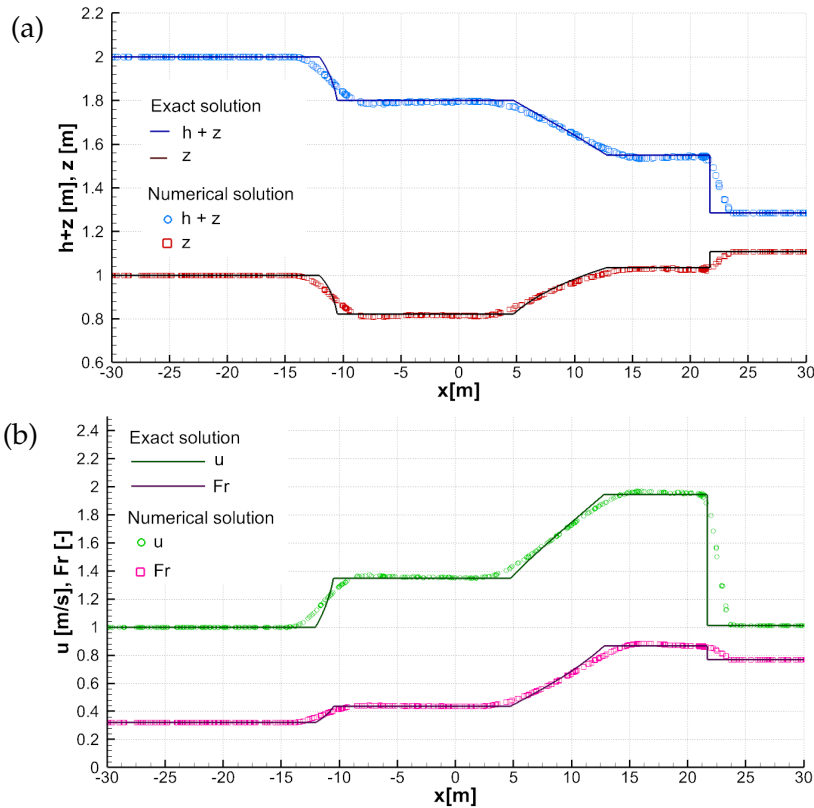 (a)
h+z [m], z [m]
2.2
2
1.8
1.6
1.4
1.2
1
0.8
0.6
Exact solution
h + z
z
Numerical solution
h + z
z
-30 -25 -20 -15 -10 -5 0 5 10 15 20 25 30
x[m]
(b)
u [m/s], Fr [-]
2.4
2.2
2
1.8
1.6
1.4
1.2
1
0.8
0.6
0.4
0.2
0
Exact solution
u
Fr
Numerical solution
u
Fr
-30 -25 -20 -15 -10 -5 0 5 10 15 20 25 30
x[m]